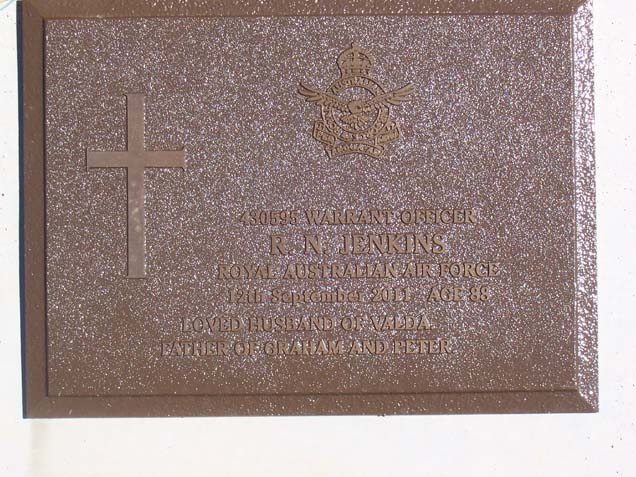 430595 WARRANT OFFICER
R. N. JENKINS
ROYAL AUSTRALIAN AIR FORCE
12th September 2011 AGE 88
LOVED HUSBAND OF VALDA.
FATHER OF GRAHAM AND PETER